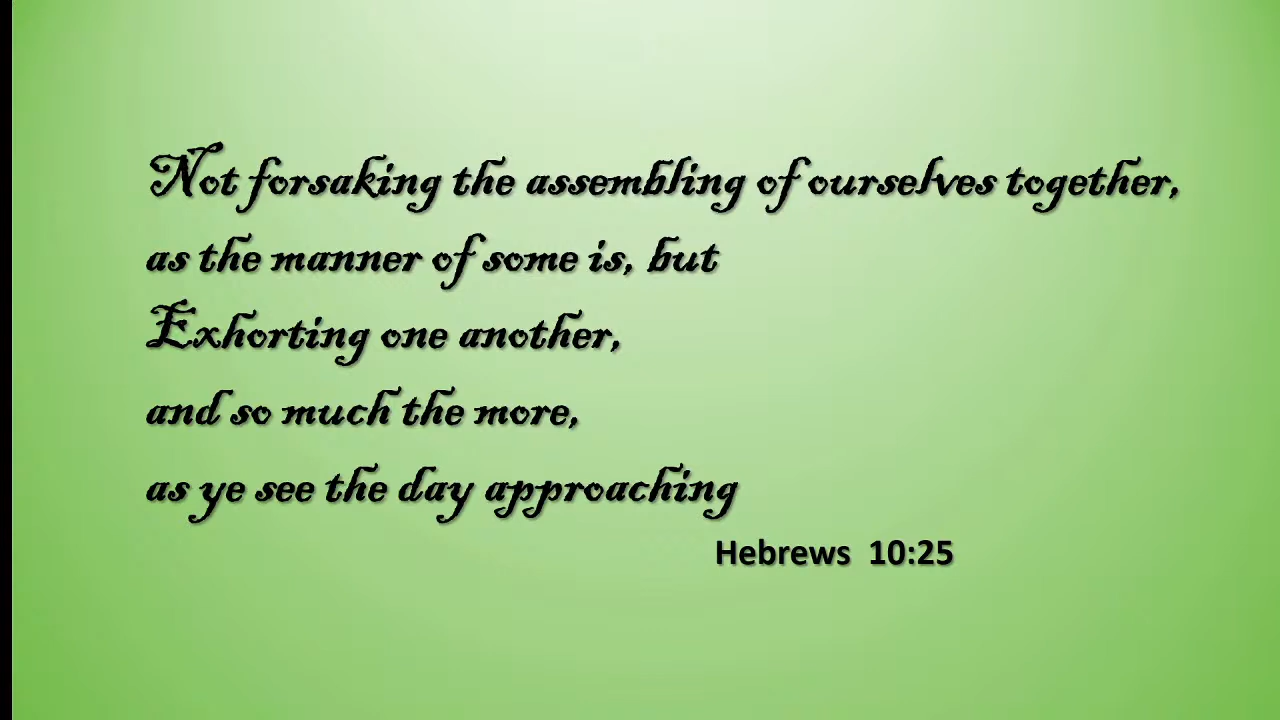 Not forsaking the assembling of ourselves together,
as the manner of some is, but
Exhorting one another,
and so much the more,
as ye see the day approaching
Hebrews 10:25